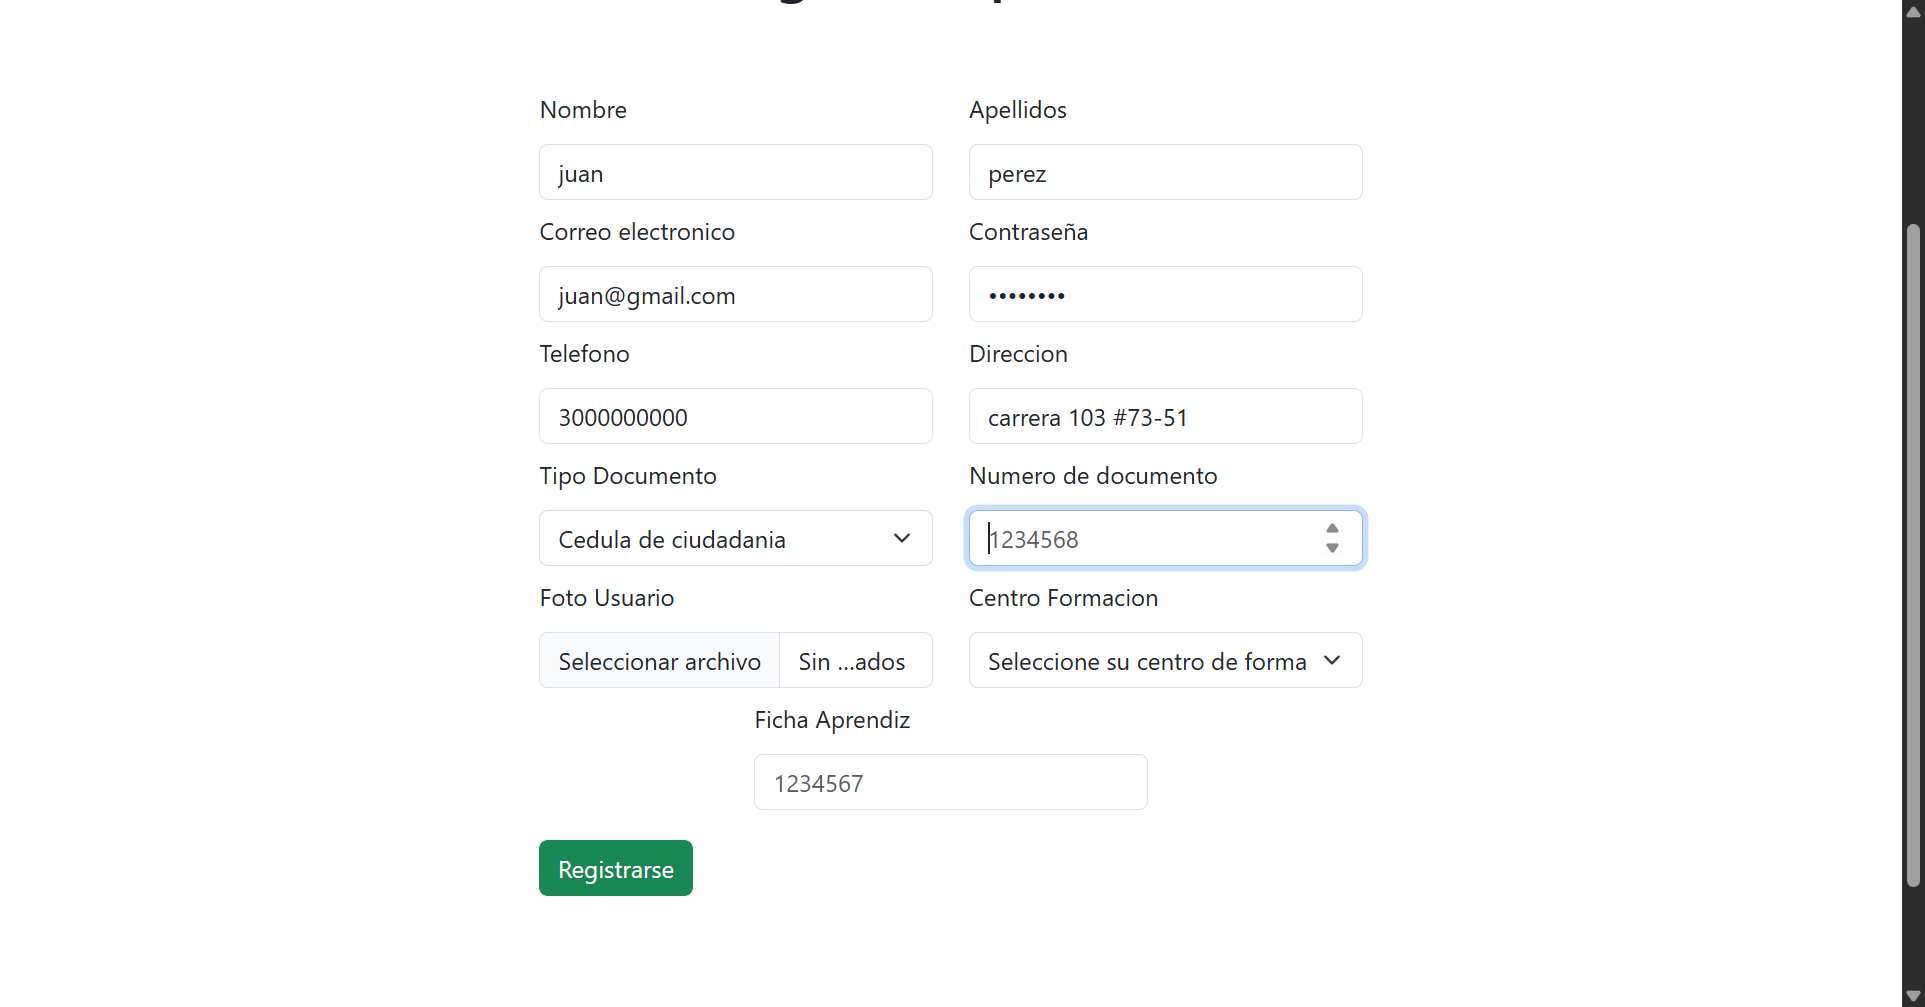 Nombre
Apellidos
juan
perez
Correo electronico
Contraseña
juan@gmail.com
••••••••
Telefono
Direccion
3000000000
carrera 103 #73-51
Tipo Documento
Numero de documento
Cedula de ciudadania
1234568
Foto Usuario
Centro Formacion
Seleccionar archivo
Sin ...ados
Seleccione su centro de forma
Ficha Aprendiz
1234567
Registrarse